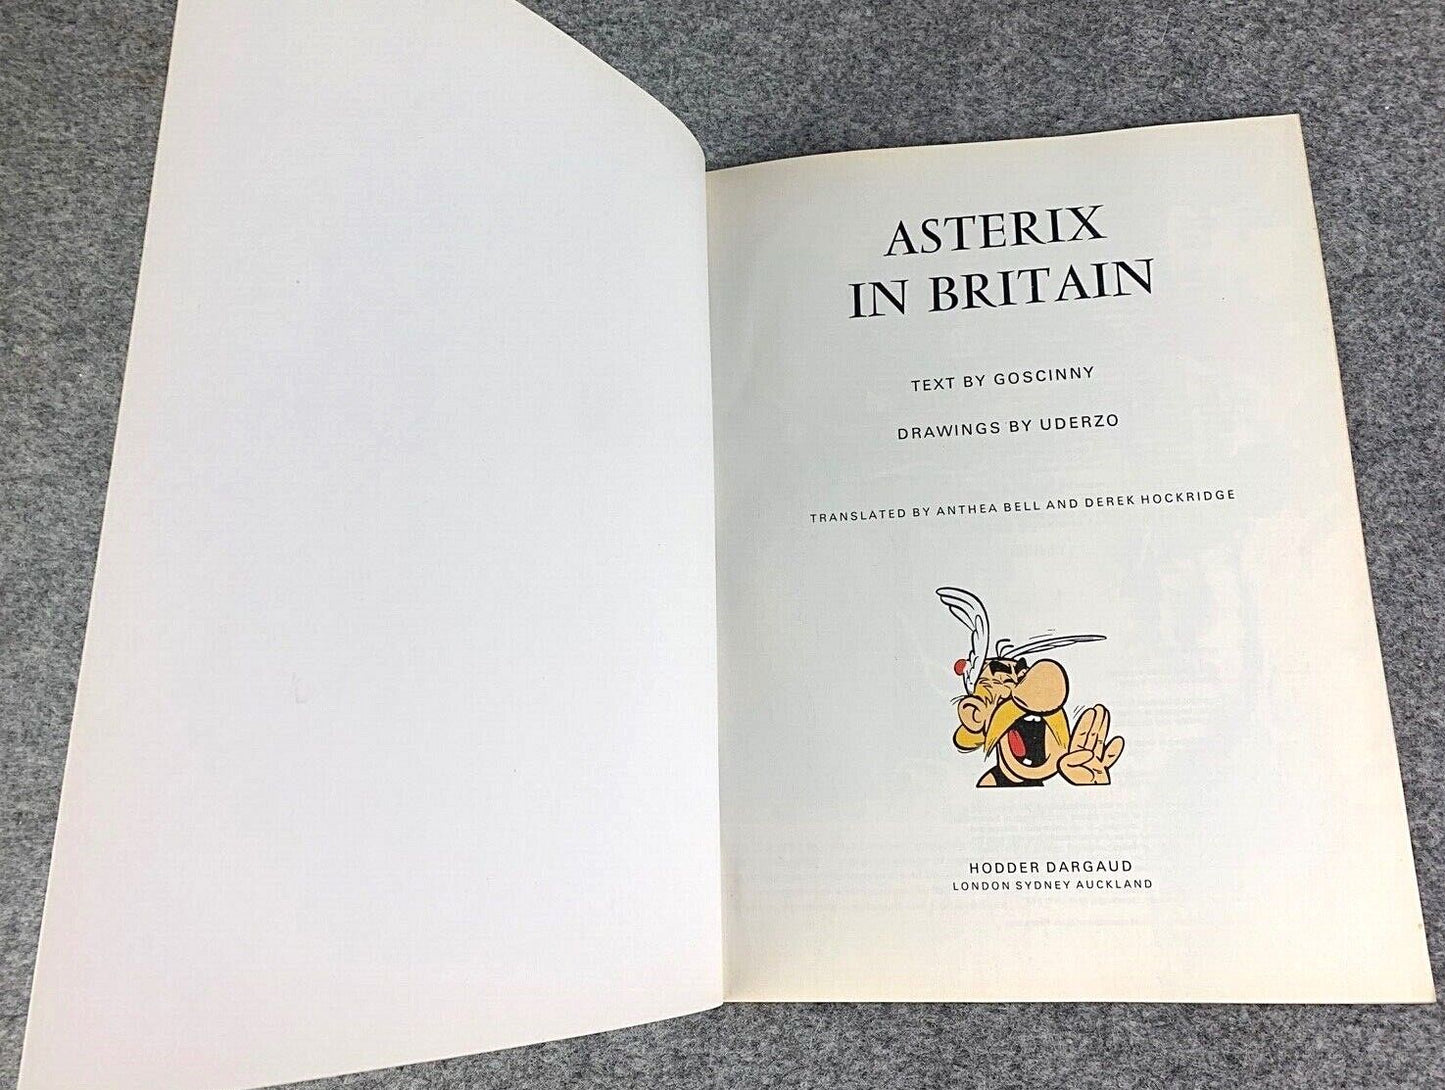 ASTERIX
IN BRITAIN
TEXT BY GOSCINNY
DRAWINGS BY UDERZO
TRANSLATED BY ANTHEA BELL AND DEREK HOCKRIDGE
HODDER DARGAUD
LONDON SYDNEY AUCKLAND